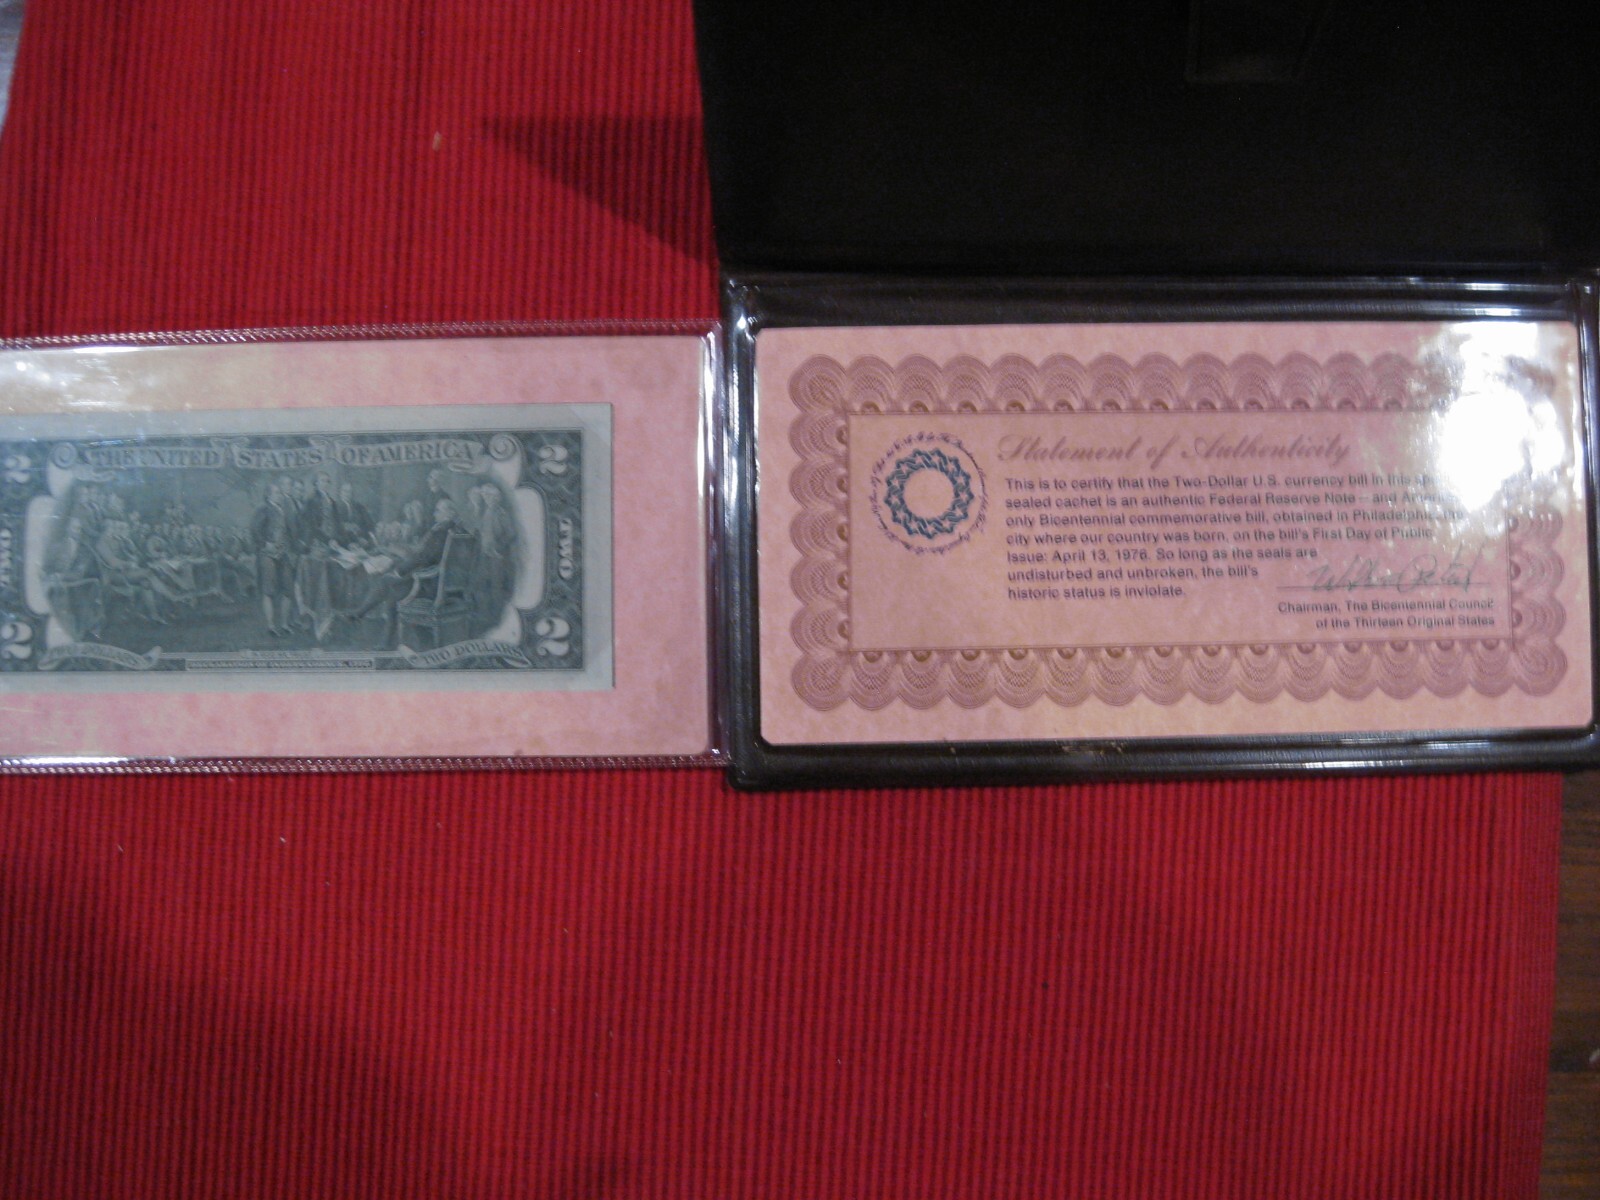 2
THE UNITED STATES OF AMERICA
2
TWO
2
TWO DOLLARS
2
Statement of Authenticity
This is to certify that the Two-Dollar U.S. currency bill in this
sealed cachet is an authentic Federal Reserve Note — and
only Bicentennial commemorative bill, obtained in
city where our country was born, on the bill's First Day of Public
Issue: April 13, 1976. So long as the seals are
undisturbed and unbroken, the bill's
historic status is inviolate.
Chairman, The Bicentennial Council
of the Thirteen Original States